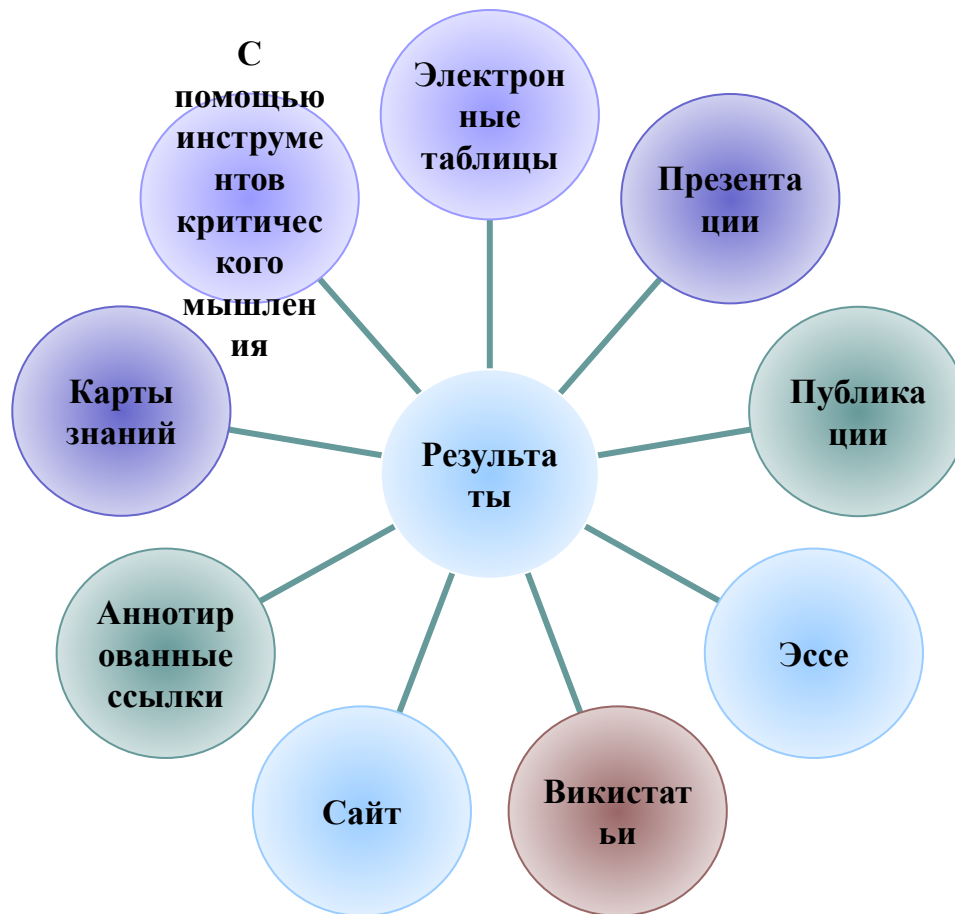 С
помощью
инструме
нтов
критичес
кого
мышлен
ия
Электрон
ные
таблицы
Презента
ции
Публика
ции
Эссе
Викистат
ьи
Сайт
Аннотир
ованные
ссылки
Карты
знаний
Результа
ты